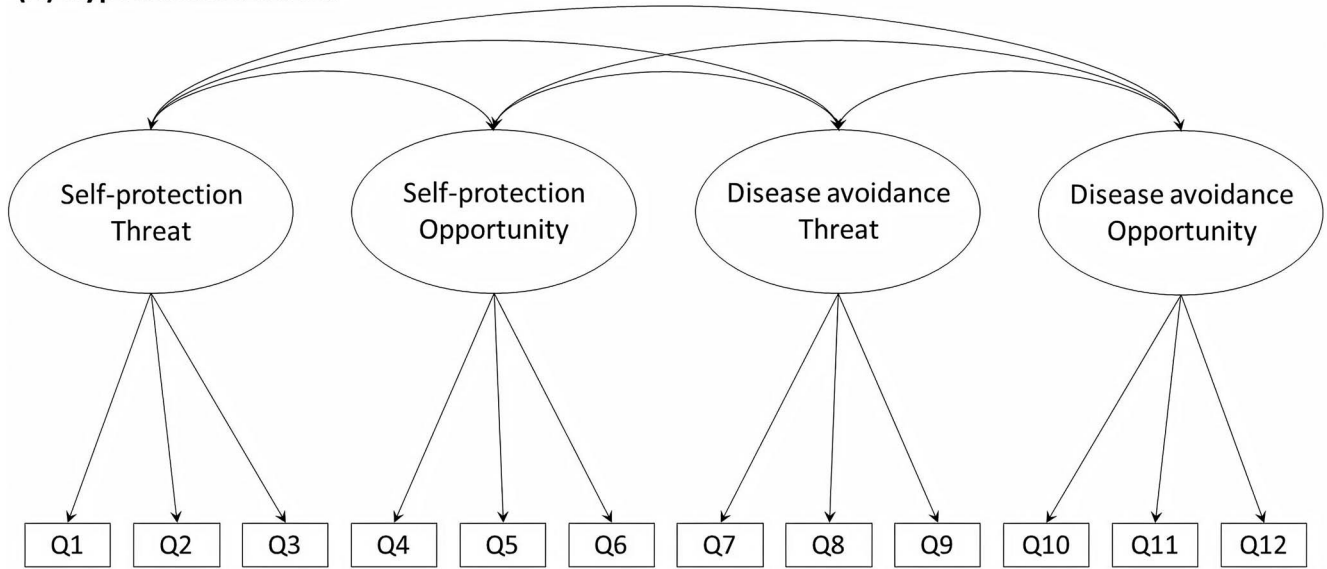 Self-protection
Threat
Self-protection
Opportunity
Disease avoidance
Threat
Disease avoidance
Opportunity
Q1
Q2
Q3
Q4
Q5
Q6
Q7
Q8
Q9
Q10
Q11
Q12